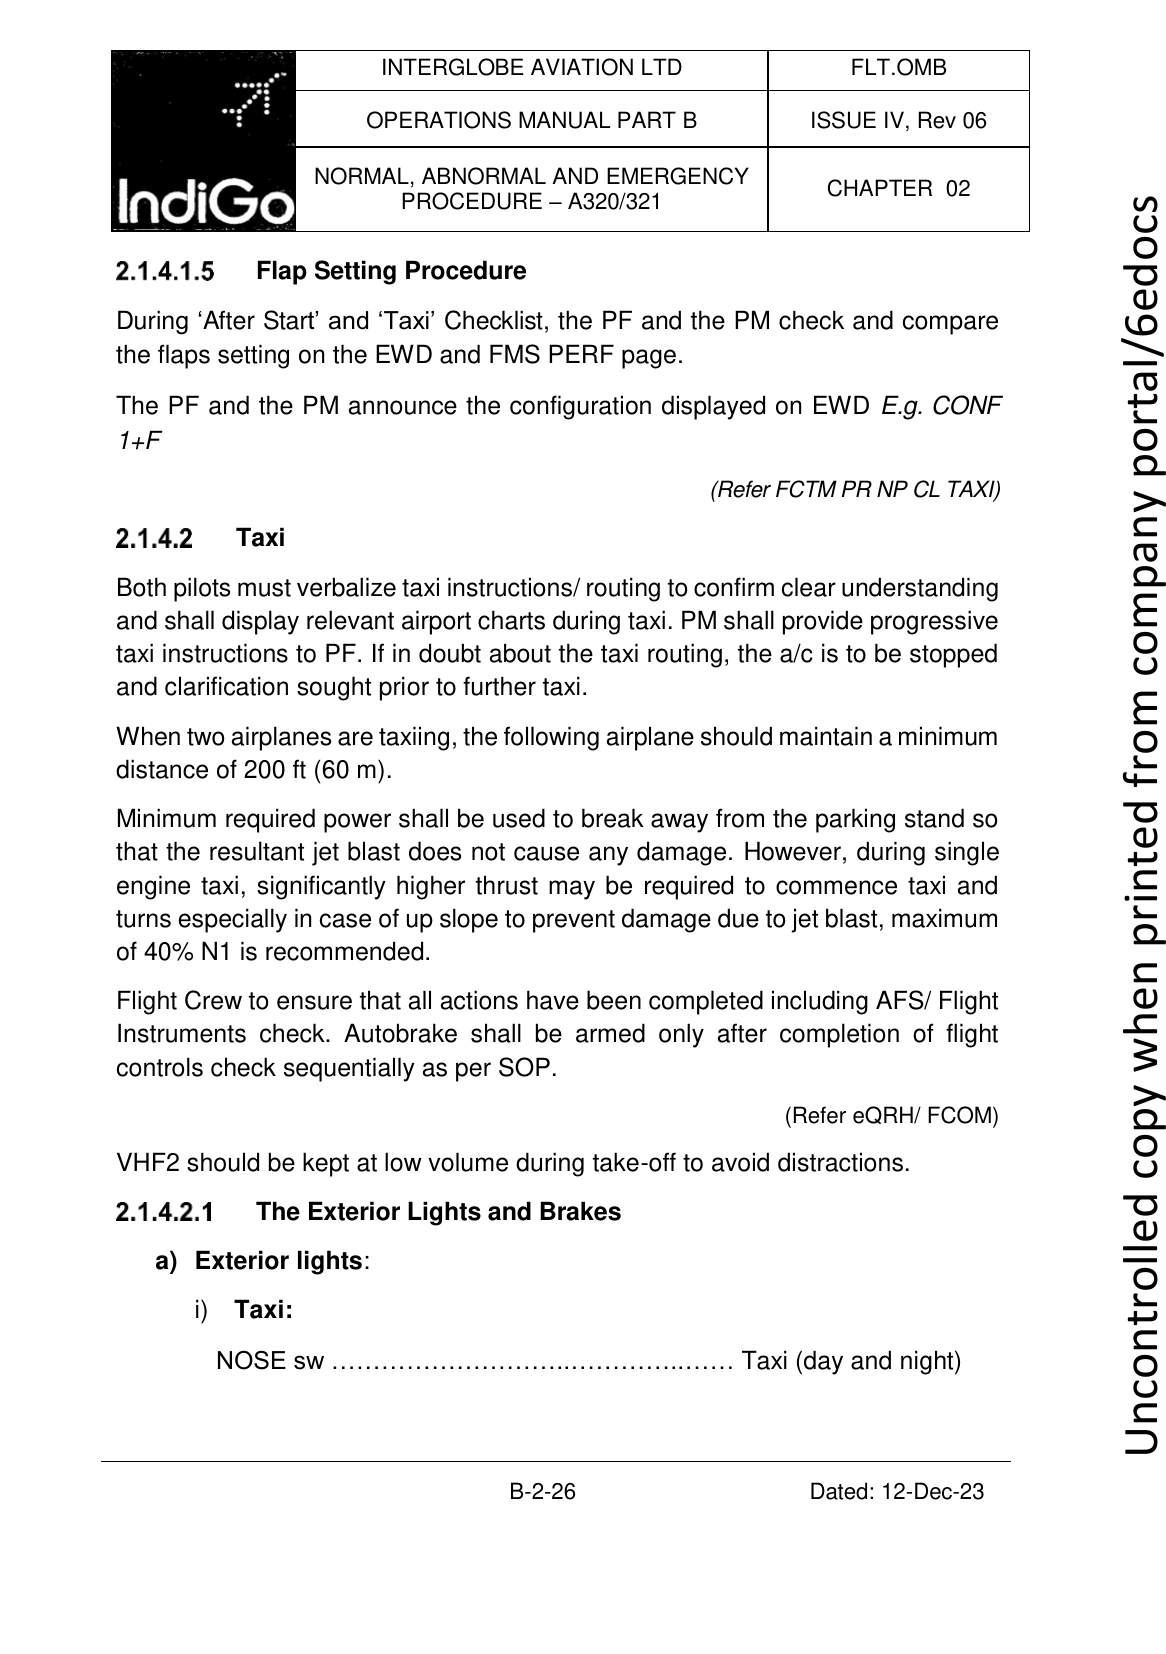 IndiGo
INTERGLOBE AVIATION LTD
FLT.OMB
OPERATIONS MANUAL PART B
ISSUE IV, Rev 06
NORMAL, ABNORMAL AND EMERGENCY
PROCEDURE – A320/321
CHAPTER  02
2.1.4.1.5 Flap Setting Procedure
During ‘After Start’ and ‘Taxi’ Checklist, the PF and the PM check and compare
the flaps setting on the EWD and FMS PERF page.
The PF and the PM announce the configuration displayed on EWD E.g. CONF
1+F
(Refer FCTM PR NP CL TAXI)
2.1.4.2 Taxi
Both pilots must verbalize taxi instructions/ routing to confirm clear understanding
and shall display relevant airport charts during taxi. PM shall provide progressive
taxi instructions to PF. If in doubt about the taxi routing, the a/c is to be stopped
and clarification sought prior to further taxi.
When two airplanes are taxiing, the following airplane should maintain a minimum
distance of 200 ft (60 m).
Minimum required power shall be used to break away from the parking stand so
that the resultant jet blast does not cause any damage. However, during single
engine taxi, significantly higher thrust may be required to commence taxi and
turns especially in case of up slope to prevent damage due to jet blast, maximum
of 40% N1 is recommended.
Flight Crew to ensure that all actions have been completed including AFS/ Flight
Instruments check. Autobrake shall be armed only after completion of flight
controls check sequentially as per SOP.
(Refer eQRH/ FCOM)
VHF2 should be kept at low volume during take-off to avoid distractions.
2.1.4.2.1 The Exterior Lights and Brakes
a) Exterior lights:
i) Taxi:
NOSE sw ……………………….………….…… Taxi (day and night)
B-2-26
Dated: 12-Dec-23
Uncontrolled copy when printed from company portal/6edocs